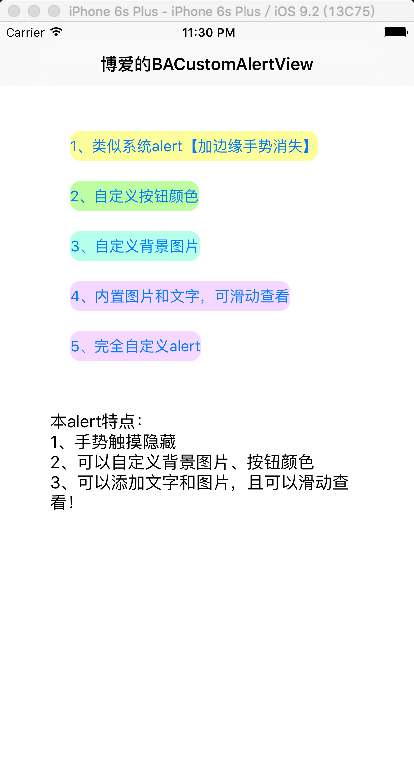 iPhone 6s Plus - iPhone 6s Plus / iOS 9.2 (13C75)
Carrier 11:30 PM
博爱的BACustomAlertView
1、类似系统alert【加边缘手势消失】
2、自定义按钮颜色
3、自定义背景图片
4、内置图片和文字，可滑动查看
5、完全自定义alert
本alert特点：
1、手势触摸隐藏
2、可以自定义背景图片、按钮颜色
3、可以添加文字和图片，且可以滑动查
看！